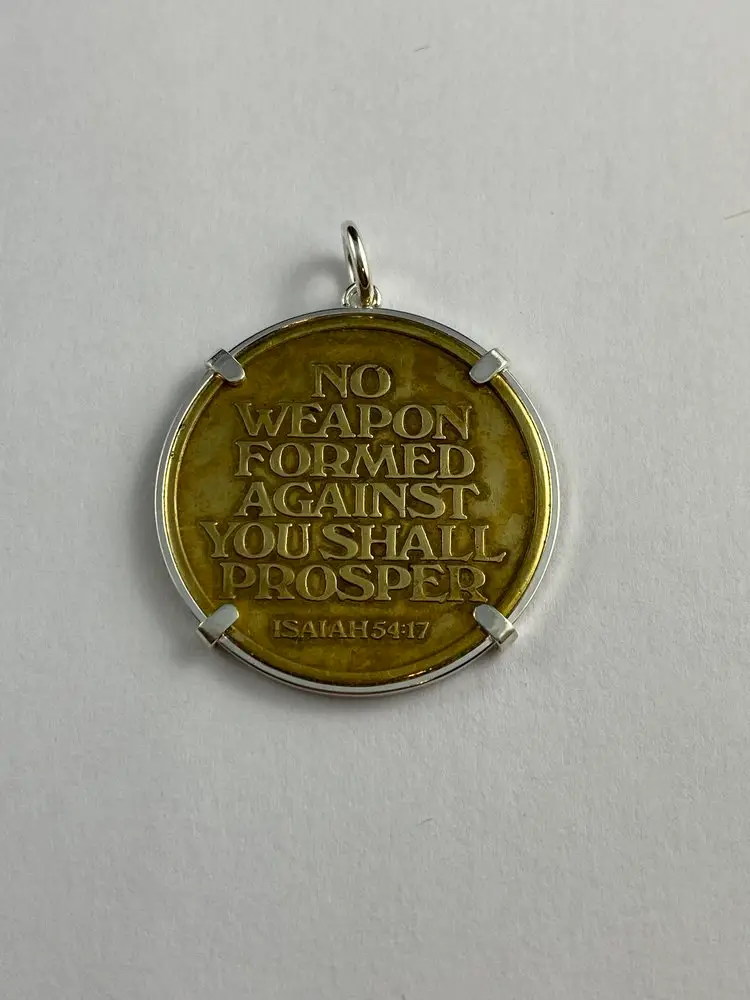 NO
WEAPON
FORMED
AGAINST
YOU SHALL
PROSPER
ISAIAH 54:17